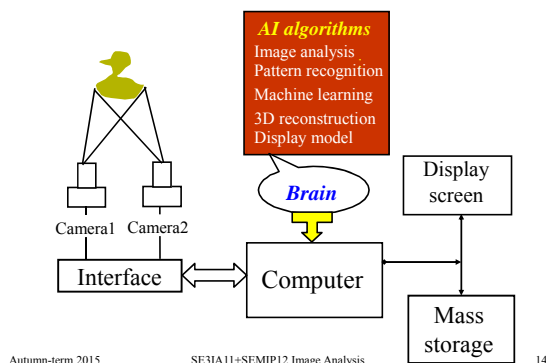 AI algorithms
Image analysis
Pattern recognition
Machine learning
3D reconstruction
Display model
Brain
Display
screen
Camera1
Camera2
Interface
Computer
Mass
storage
Autumn-term 2015
SE3IA11+SEMIP12 Image Analysis
14